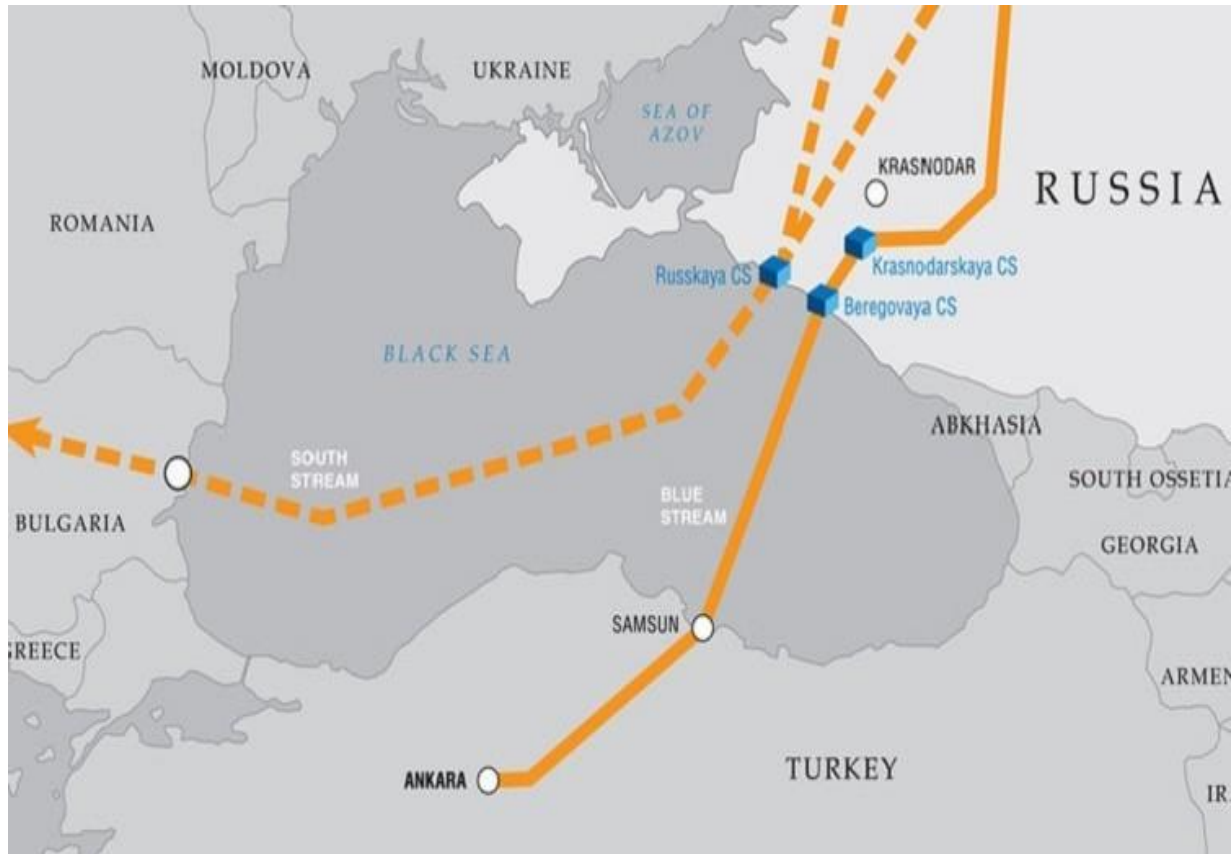 MOLDOVA
UKRAINE
SEA OF
AZOV
KRASNODAR
RUSSIA
ROMANIA
Russkaya CS
Krasnodarskaya CS
Beregovaya CS
BLACK SEA
ABKHASIA
SOUTH
STREAM
SOUTH OSSETIA
BLUE
STREAM
BULGARIA
GEORGIA
SAMSUN
GREECE
ARMEN
TURKEY
ANKARA
IR